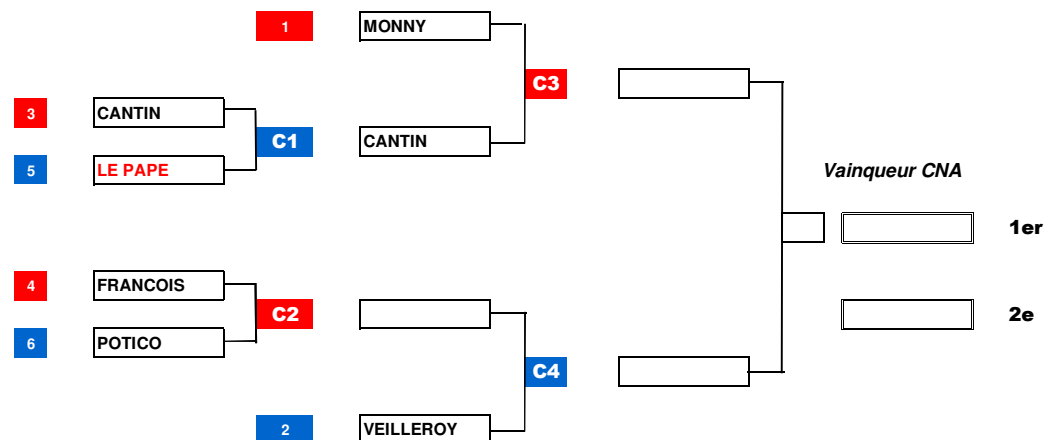 1 MONNY
C3
3 CANTIN
C1 CANTIN
5 LE PAPE
Vainqueur CNA
1er
4 FRANCOIS
C2
2e
6 POTICO
C4
2 VEILLEROY